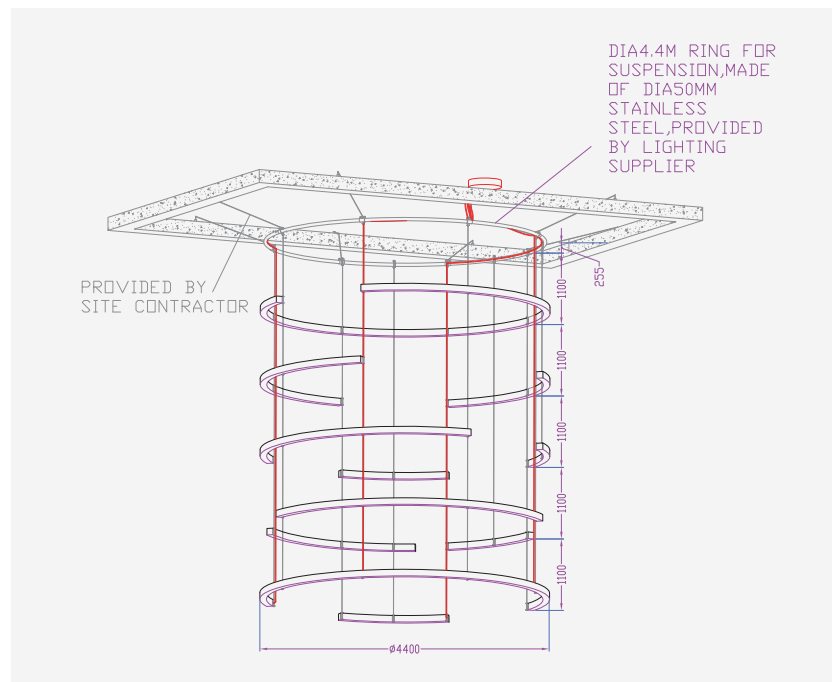 DIA4.4M RING FOR
SUSPENSION,MADE
OF DIA50MM
STAINLESS
STEEL,PROVIDED
BY LIGHTING
SUPPLIER
PROVIDED BY
SITE CONTRACTOR
255
1100
1100
1100
1100
1100
Ø4400